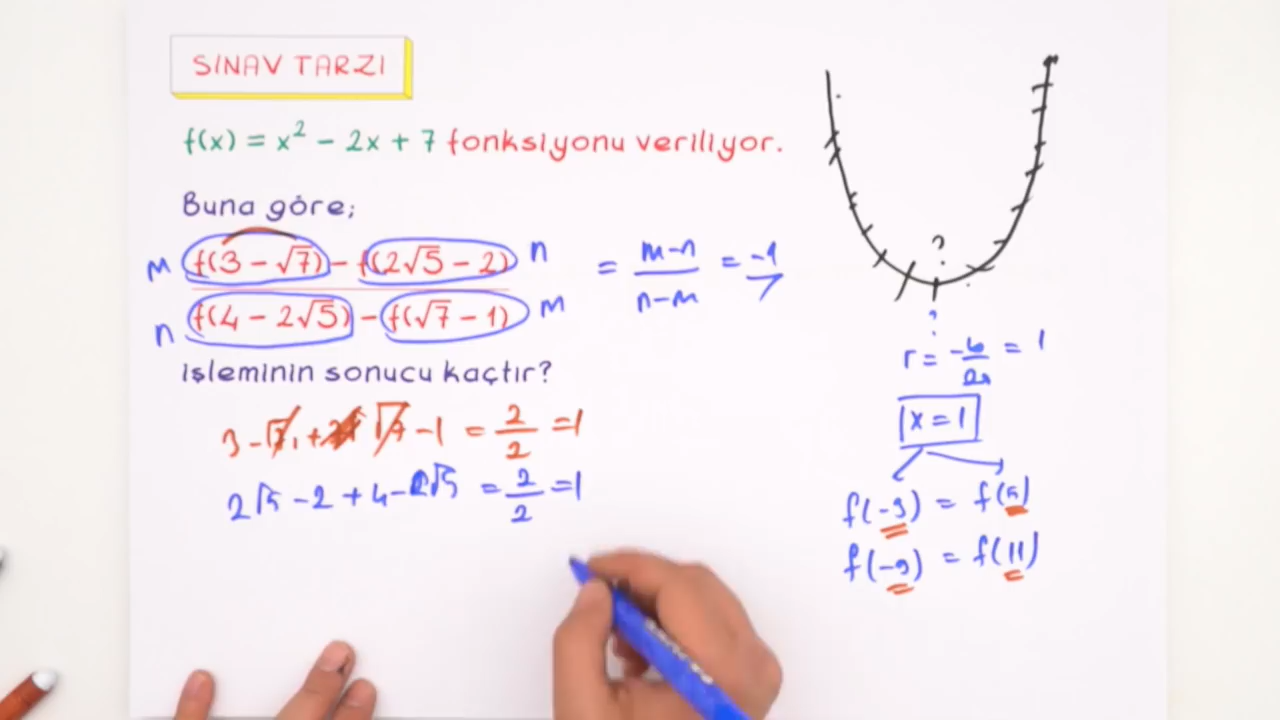 SINAV TARZI
f(x) = x² − 2x + 7 fonksiyonu veriliyor.
Buna göre;
m f(3 − √7) − f(2√5 − 2) n
n f(4 − 2√5) − f(√7 − 1) m
= m−n / n−m = −1
işleminin sonucu kaçtır?
3 − √7 + √7 − 1 = 2/2 = 1
2√5 − 2 + 4 − 2√5 = 2/2 = 1
?
?
r = −b/2a = 1
x = 1
f(−3) = f(5)
f(−9) = f(11)